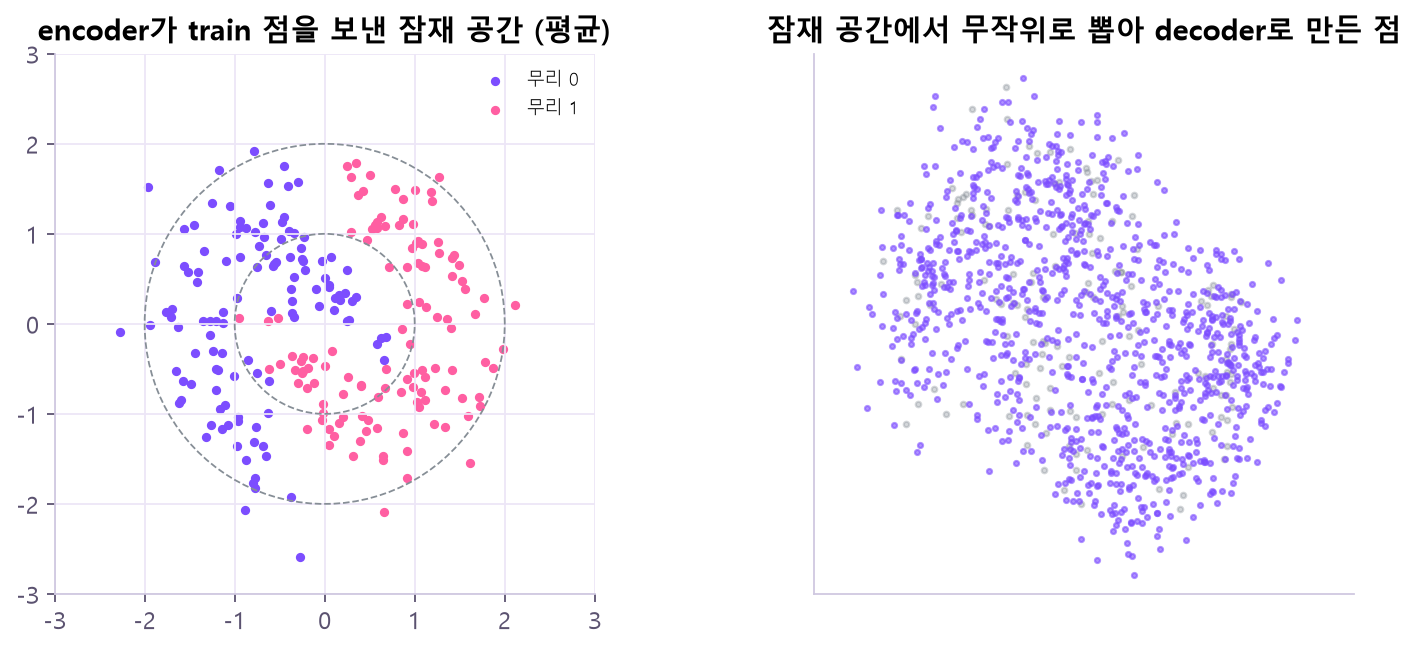 encoder가 train 점을 보낸 잠재 공간 (평균)
무리 0
무리 1
3
2
1
0
-1
-2
-3
-3 -2 -1 0 1 2 3
잠재 공간에서 무작위로 뽑아 decoder로 만든 점